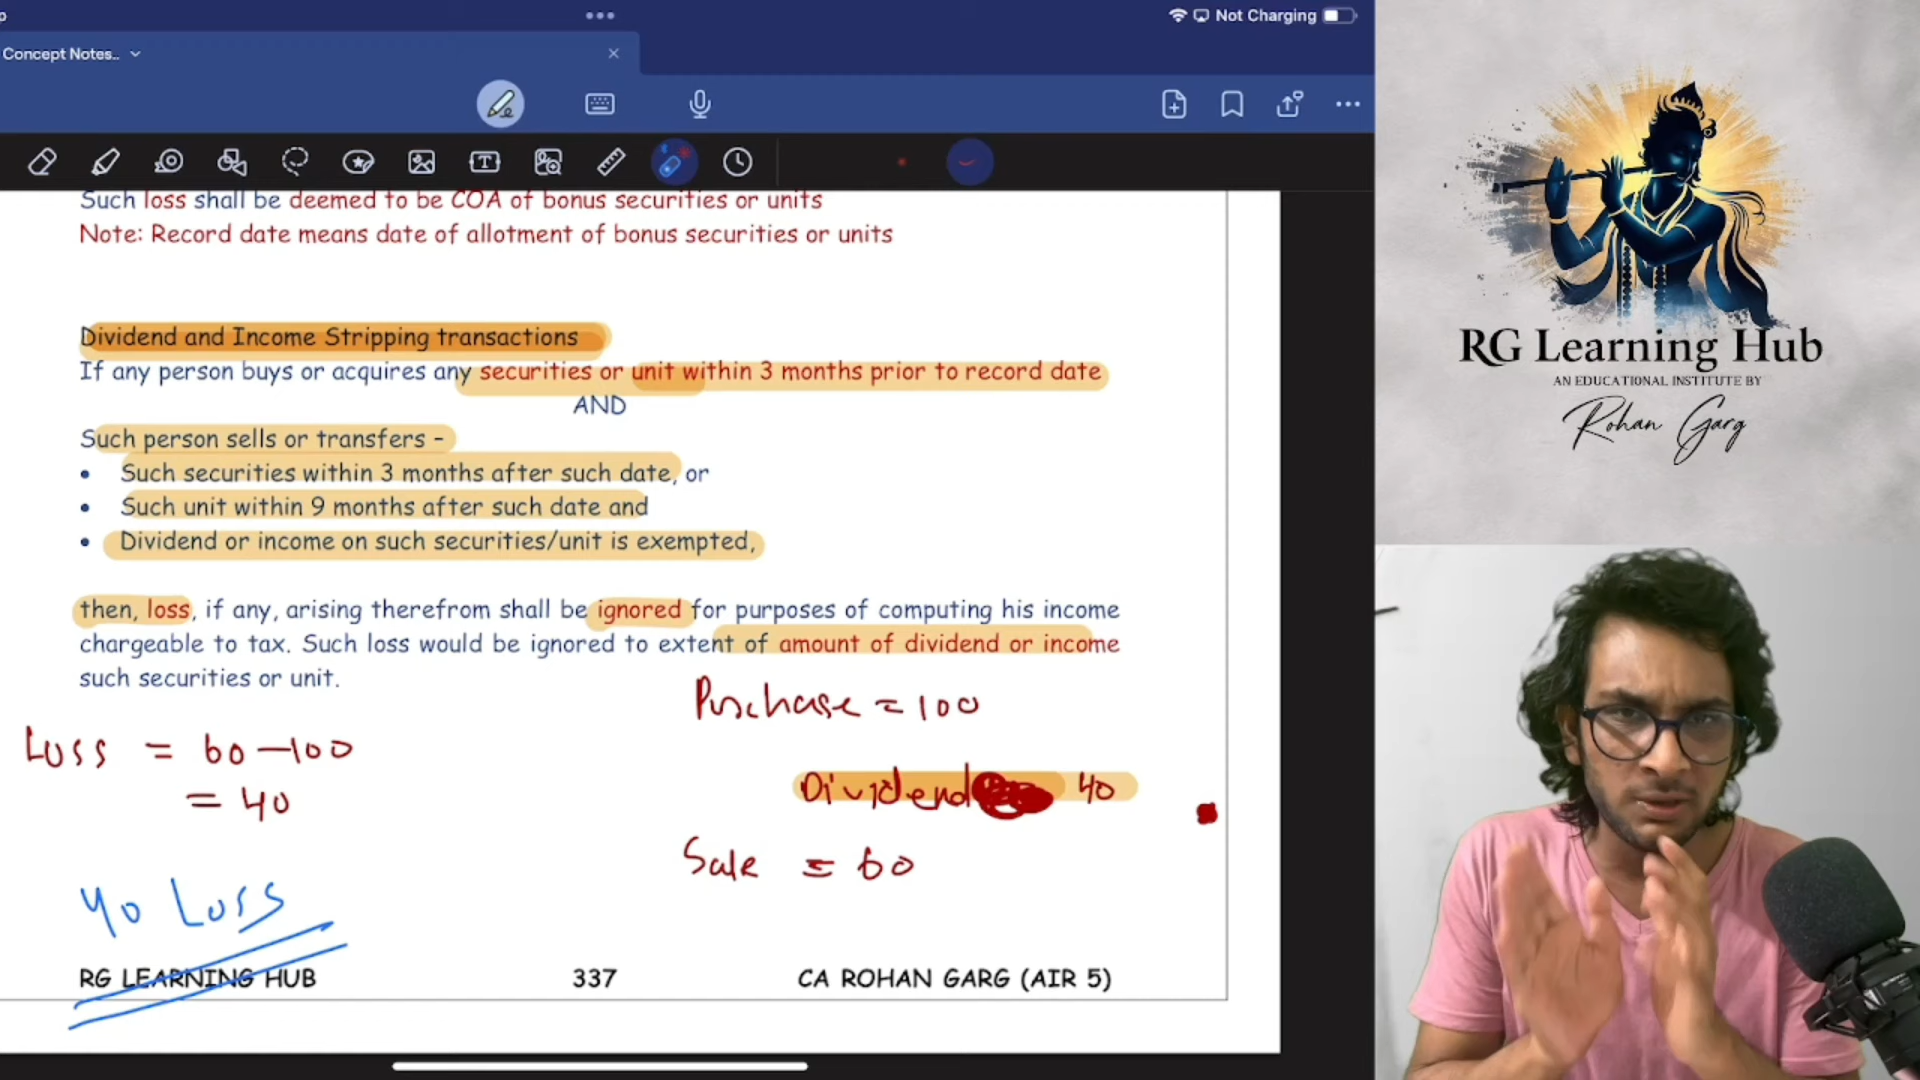 Not Charging
Concept Notes..
Such loss shall be deemed to be COA of bonus securities or units
Note: Record date means date of allotment of bonus securities or units
Dividend and Income Stripping transactions
If any person buys or acquires any securities or unit within 3 months prior to record date
AND
Such person sells or transfers –
• Such securities within 3 months after such date, or
• Such unit within 9 months after such date and
• Dividend or income on such securities/unit is exempted,
then, loss, if any, arising therefrom shall be ignored for purposes of computing his income
chargeable to tax. Such loss would be ignored to extent of amount of dividend or income
such securities or unit.
Purchase = 100
Loss = 60 – 100
= 40
Dividend 40
Sale = 60
40 Loss
RG LEARNING HUB 337 CA ROHAN GARG (AIR 5)
RG Learning Hub
AN EDUCATIONAL INSTITUTE BY
Rohan Garg